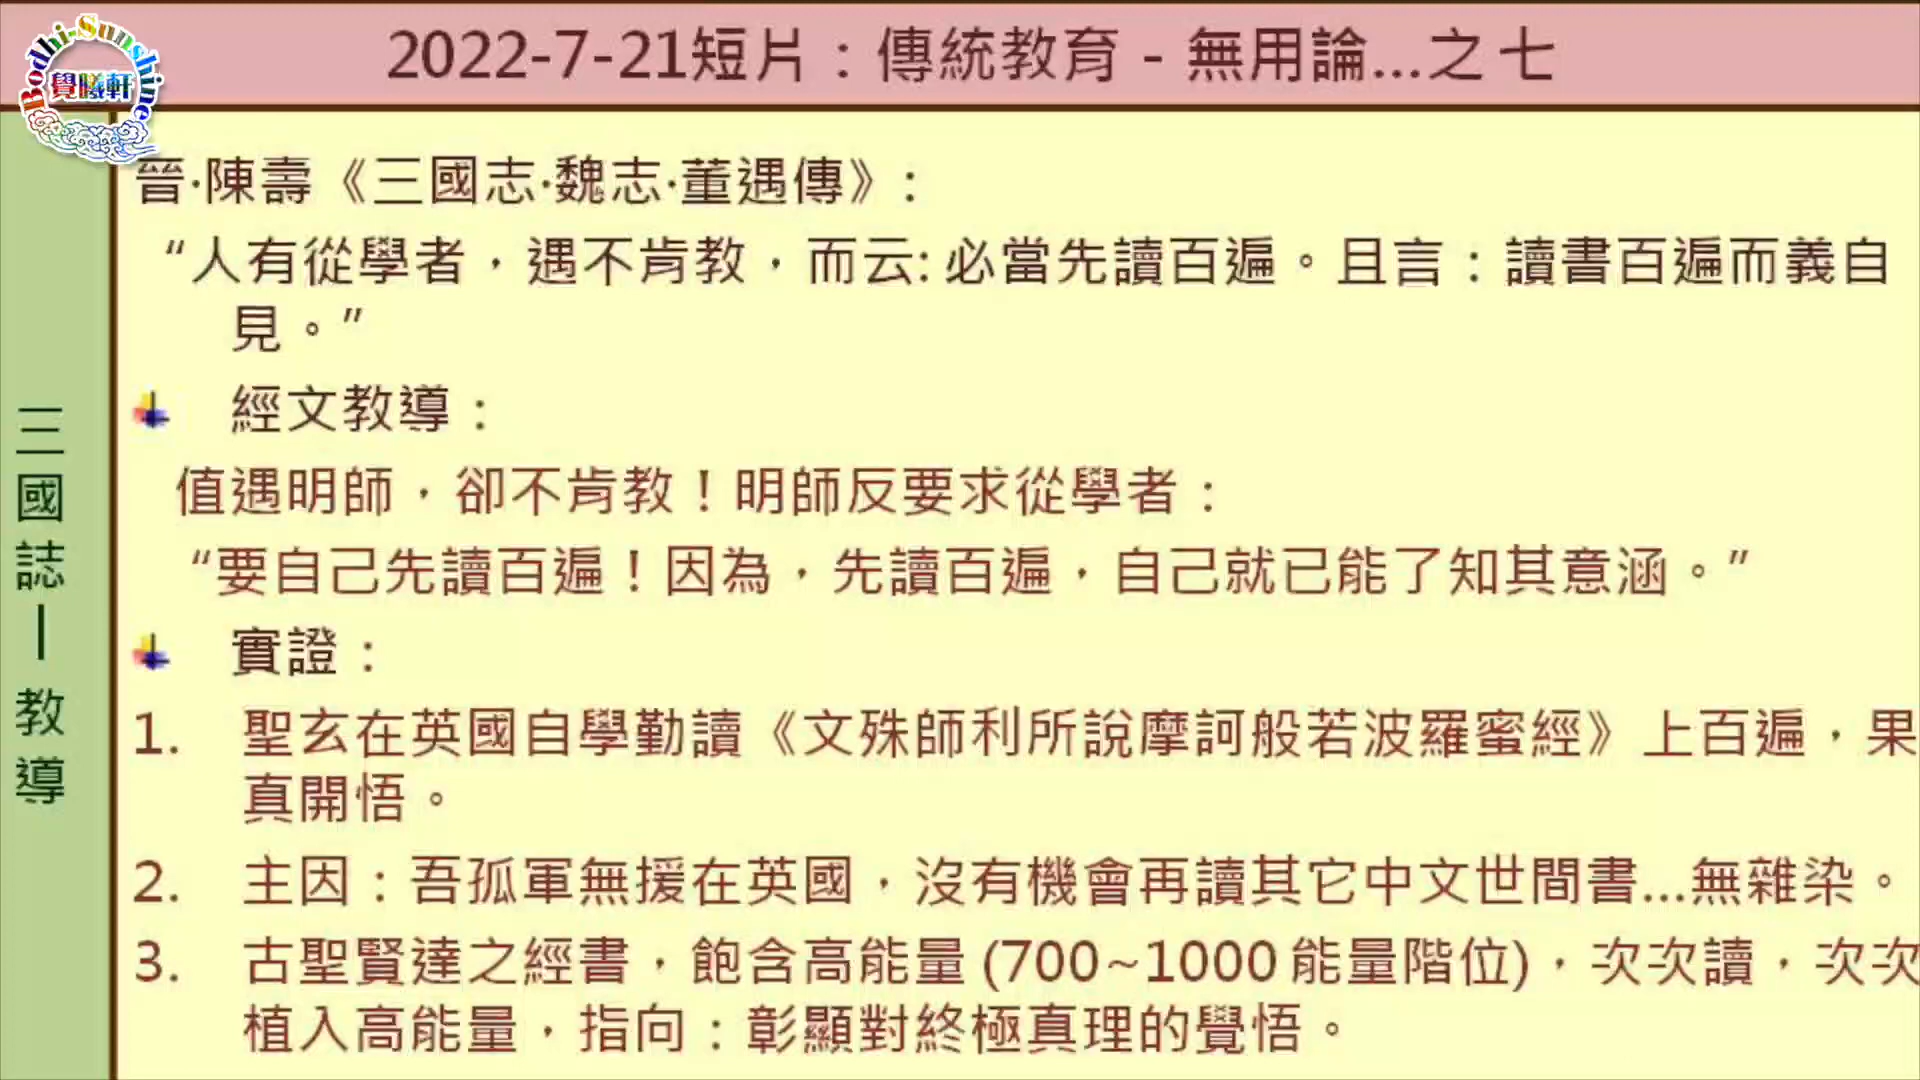 2022-7-21短片：傳統教育 - 無用論...之七
Bodhi-Sunshine
覺曦軒
三國誌—教導
晉·陳壽《三國志·魏志·董遇傳》:
“人有從學者，遇不肯教，而云: 必當先讀百遍。且言：讀書百遍而義自
見。”
經文教導：
值遇明師，卻不肯教！明師反要求從學者：
“要自己先讀百遍！因為，先讀百遍，自己就已能了知其意涵。”
實證：
1. 聖玄在英國自學勤讀《文殊師利所說摩訶般若波羅蜜經》上百遍，果
真開悟。
2. 主因：吾孤軍無援在英國，沒有機會再讀其它中文世間書...無雜染。
3. 古聖賢達之經書，飽含高能量 (700~1000能量階位)，次次讀，次次
植入高能量，指向：彰顯對終極真理的覺悟。